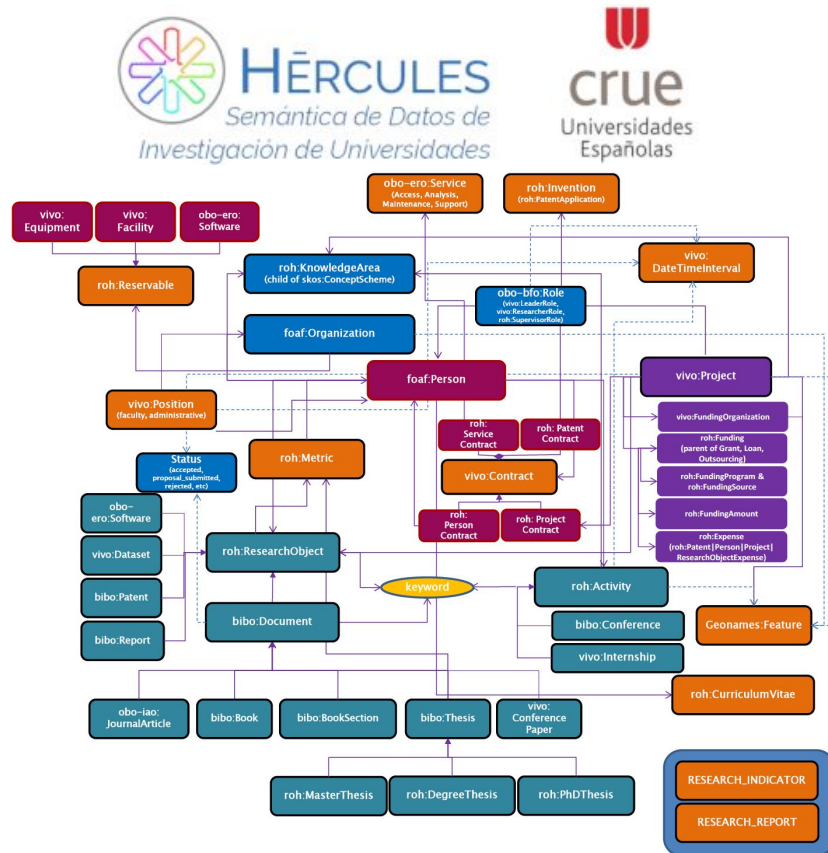 HĒRCULES
Semántica de Datos de
Investigación de Universidades
crue
Universidades
Españolas
obo-ero:Service
(Access, Analysis,
Maintenance, Support)
roh:Invention
(roh:PatentApplication)
vivo:
Equipment
vivo:
Facility
obo-ero:
Software
roh:Reservable
roh:KnowledgeArea
(child of skos:ConceptScheme)
obo-bfo:Role
(vivo:LeaderRole,
vivo:ResearcherRole,
roh:SupervisorRole)
vivo:
DateTimeInterval
foaf:Organization
foaf:Person
vivo:Project
vivo:Position
(faculty, administrative)
vivo:FundingOrganization
roh:
Service
Contract
roh: Patent
Contract
roh:Funding
(parent of Grant, Loan,
Outsourcing)
Status
(accepted,
proposal_submitted,
rejected, etc)
roh:Metric
vivo:Contract
roh:FundingProgram &
roh:FundingSource
roh:FundingAmount
obo-
ero:Software
roh:
Person
Contract
roh: Project
Contract
roh:Expense
(roh:Patent|Person|Project|
ResearchObjectExpense)
vivo:Dataset
roh:ResearchObject
bibo:Patent
keyword
roh:Activity
bibo:Report
bibo:Document
bibo:Conference
Geonames:Feature
vivo:Internship
roh:CurriculumVitae
obo-iao:
JournalArticle
bibo:Book
bibo:BookSection
bibo:Thesis
vivo:
Conference
Paper
roh:MasterThesis
roh:DegreeThesis
roh:PhDThesis
RESEARCH_INDICATOR
RESEARCH_REPORT